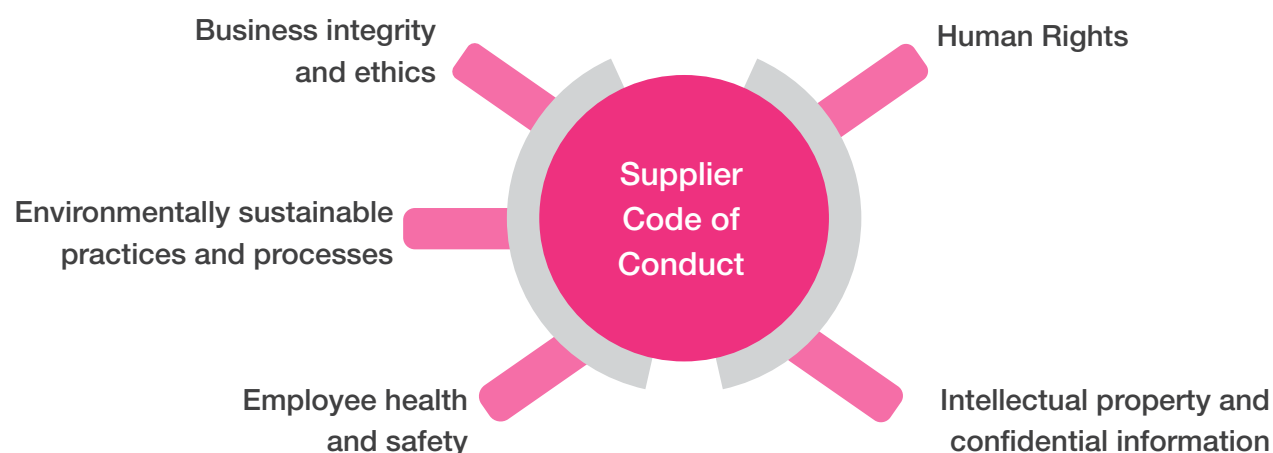 Business integrity
and ethics
Human Rights
Supplier
Code of
Conduct
Environmentally sustainable
practices and processes
Employee health
and safety
Intellectual property and
confidential information